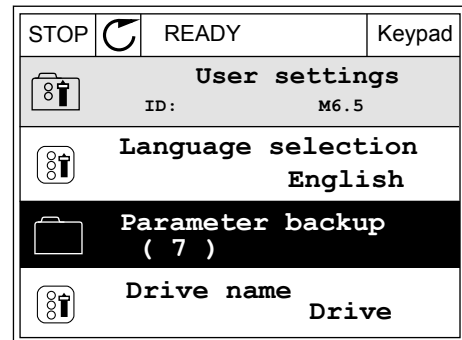 STOP READY Keypad
User settings
ID: M6.5
Language selection
English
Parameter backup
( 7 )
Drive name
Drive